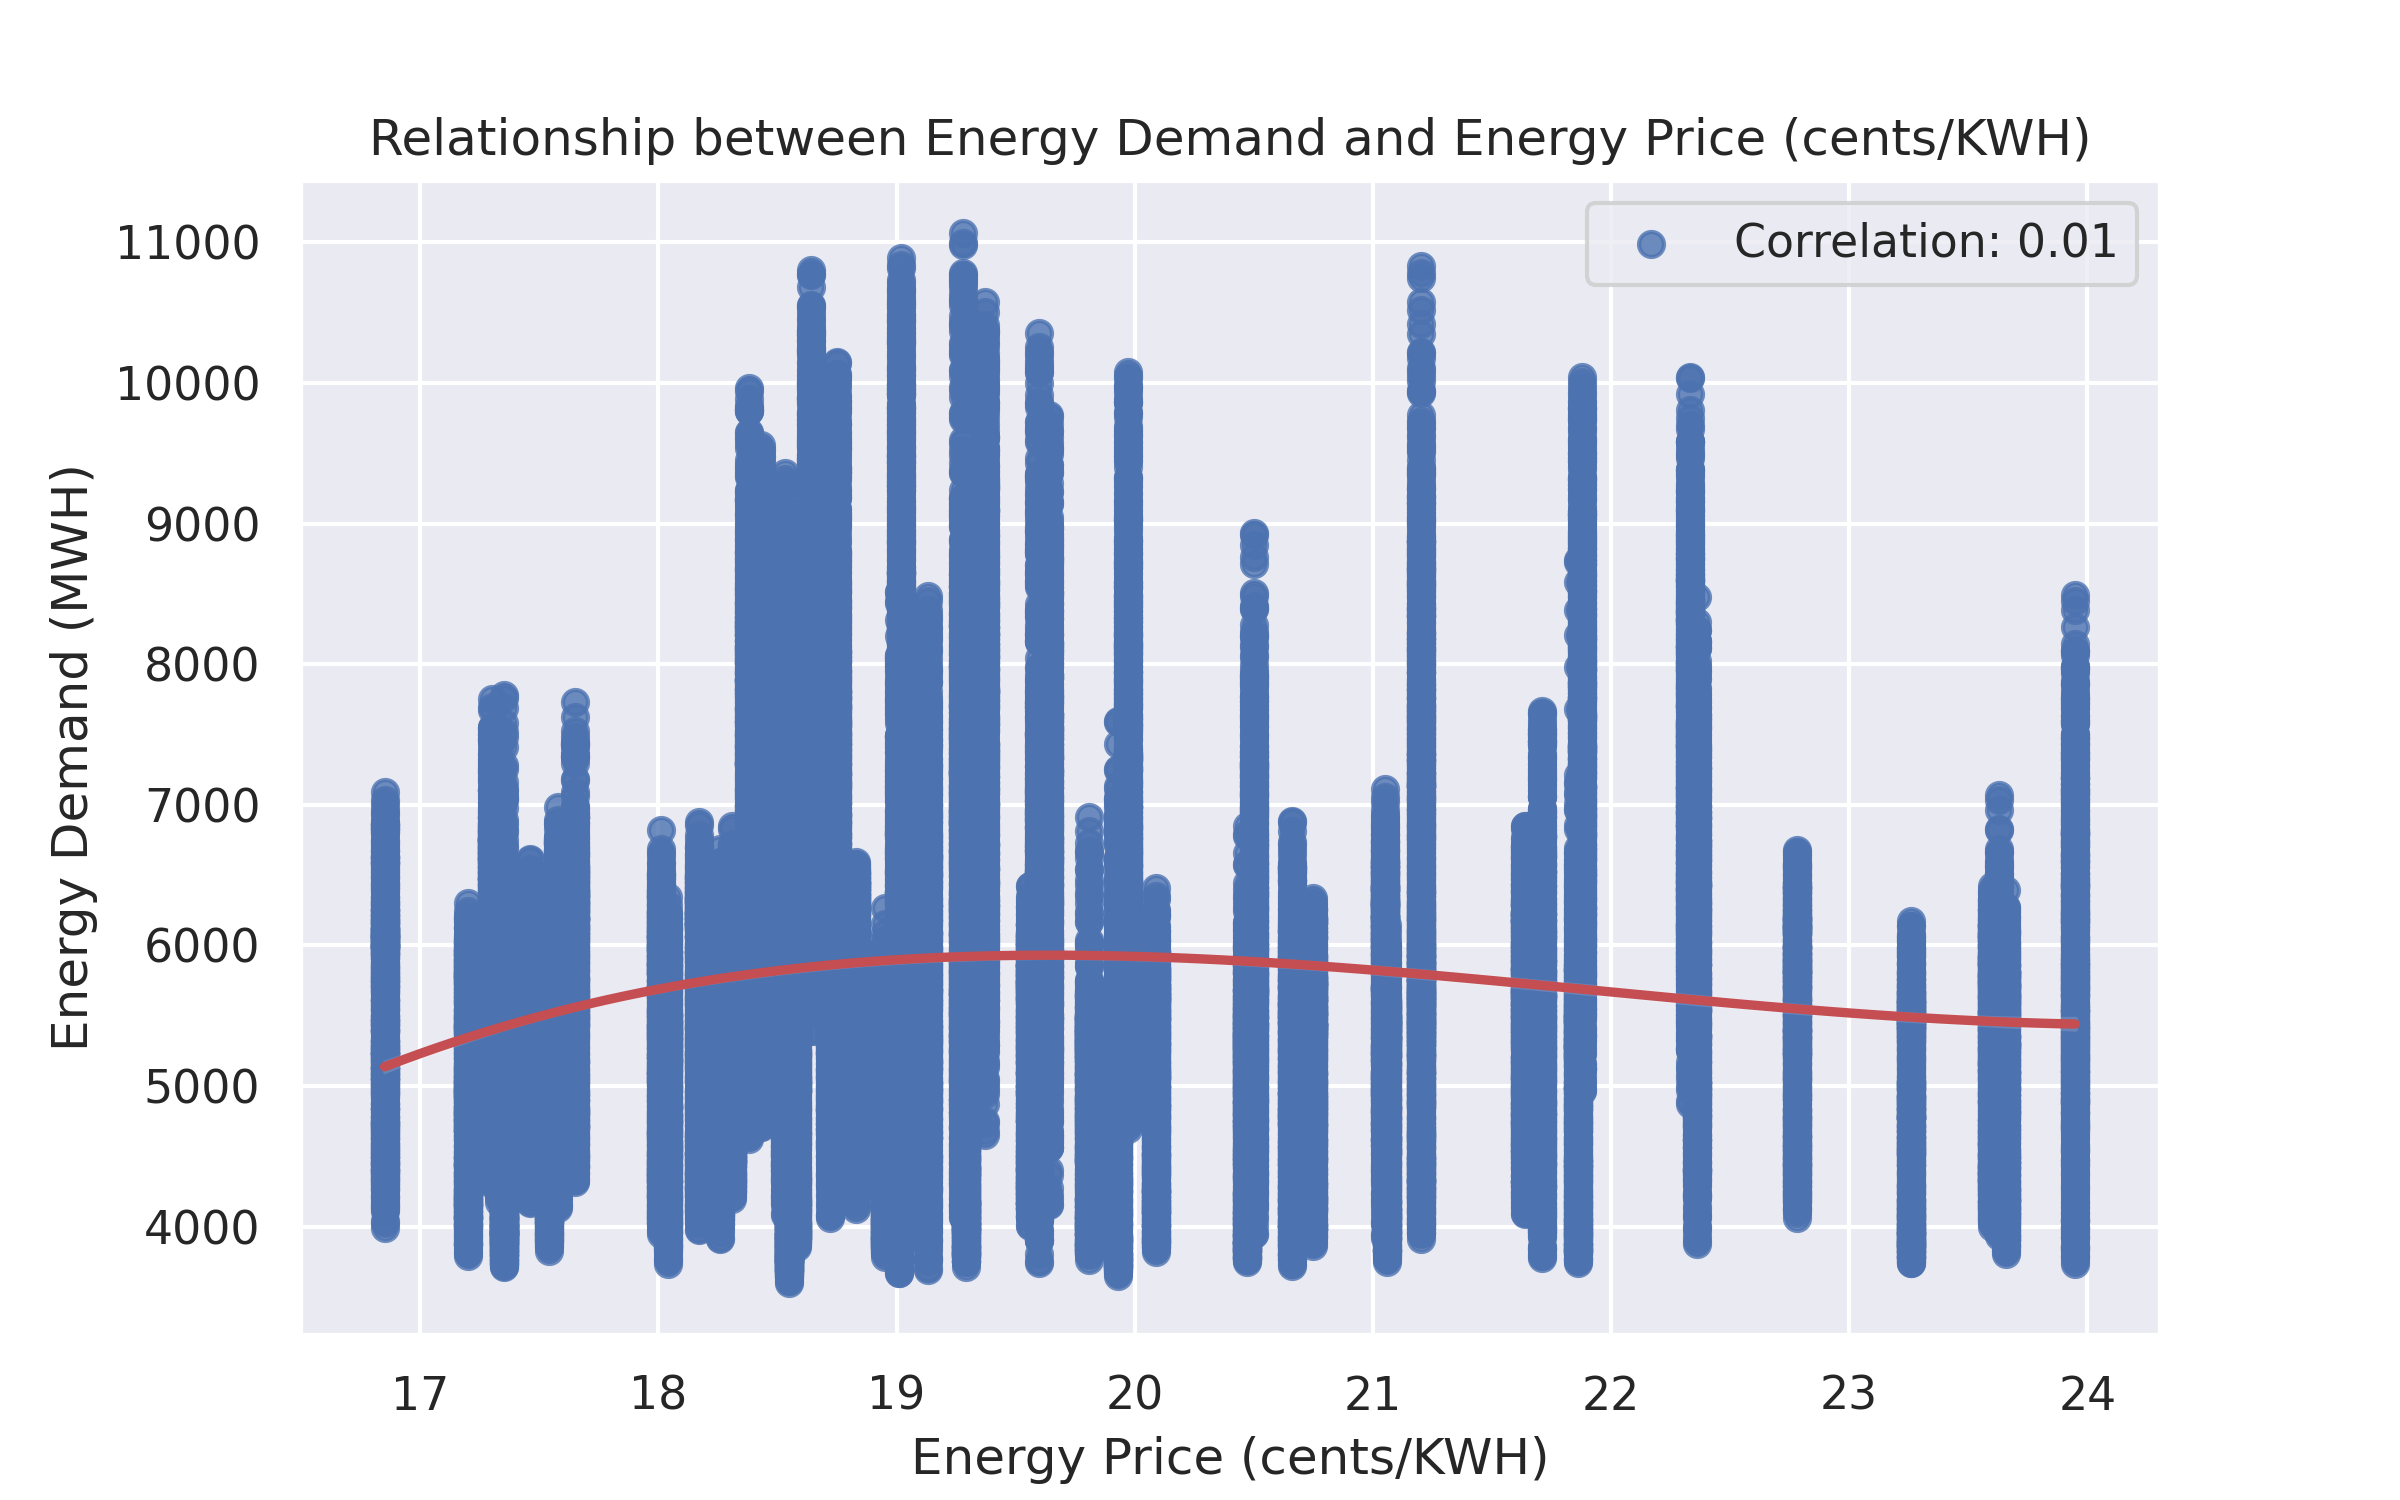 Relationship between Energy Demand and Energy Price (cents/KWH)
Correlation: 0.01
Energy Demand (MWH)
11000
10000
9000
8000
7000
6000
5000
4000
17 18 19 20 21 22 23 24
Energy Price (cents/KWH)